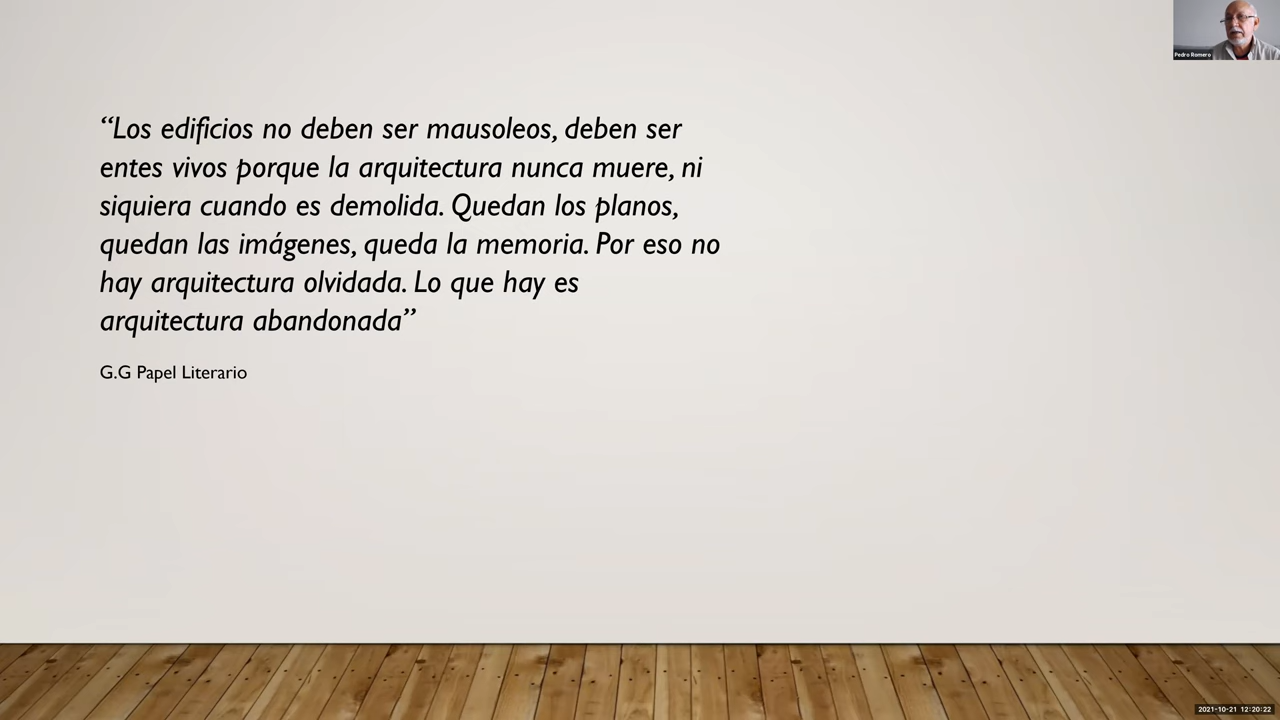 Pedro Romero
“Los edificios no deben ser mausoleos, deben ser
entes vivos porque la arquitectura nunca muere, ni
siquiera cuando es demolida. Quedan los planos,
quedan las imágenes, queda la memoria. Por eso no
hay arquitectura olvidada. Lo que hay es
arquitectura abandonada”
G.G Papel Literario
2021-10-21 12:20:22